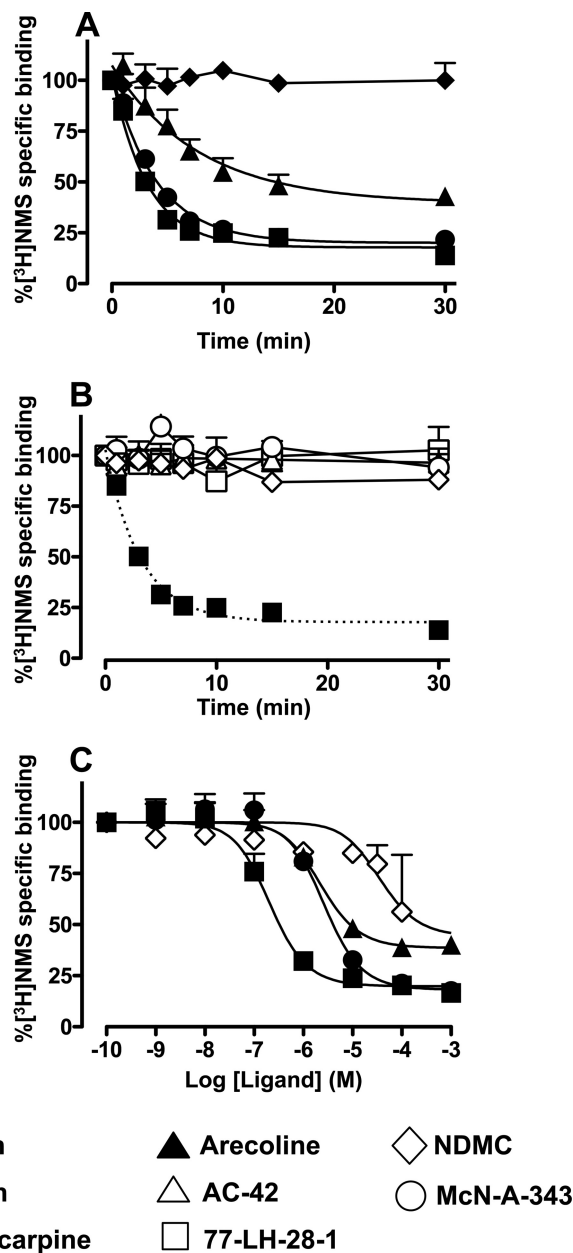 A
%[³H]NMS specific binding
100
75
50
25
0
0 10 20 30
Time (min)
B
%[³H]NMS specific binding
100
75
50
25
0
0 10 20 30
Time (min)
C
%[³H]NMS specific binding
100
75
50
25
0
-10 -9 -8 -7 -6 -5 -4 -3
Log [Ligand] (M)
Arecoline NDMC
AC-42 McN-A-343
carpine 77-LH-28-1